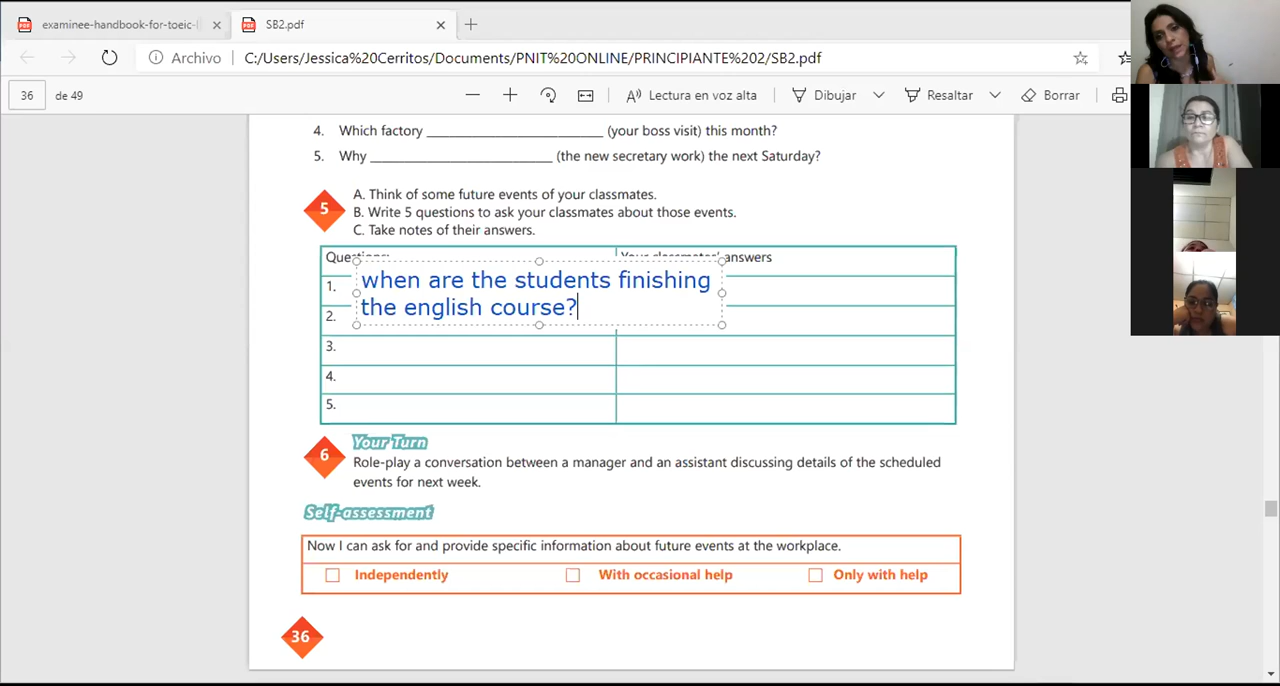 examinee-handbook-for-toeic-l
SB2.pdf
Archivo
C:/Users/Jessica%20Cerritos/Documents/PNIT%20ONLINE/PRINCIPIANTE%202/SB2.pdf
36 de 49
Lectura en voz alta
Dibujar
Resaltar
Borrar
4. Which factory ____________________________ (your boss visit) this month?
5. Why ____________________________ (the new secretary work) the next Saturday?
5
A. Think of some future events of your classmates.
B. Write 5 questions to ask your classmates about those events.
C. Take notes of their answers.
answers
1.
when are the students finishing
the english course?
2.
3.
4.
5.
6
Your Turn
Role-play a conversation between a manager and an assistant discussing details of the scheduled
events for next week.
Self-assessment
Now I can ask for and provide specific information about future events at the workplace.
Independently
With occasional help
Only with help
36